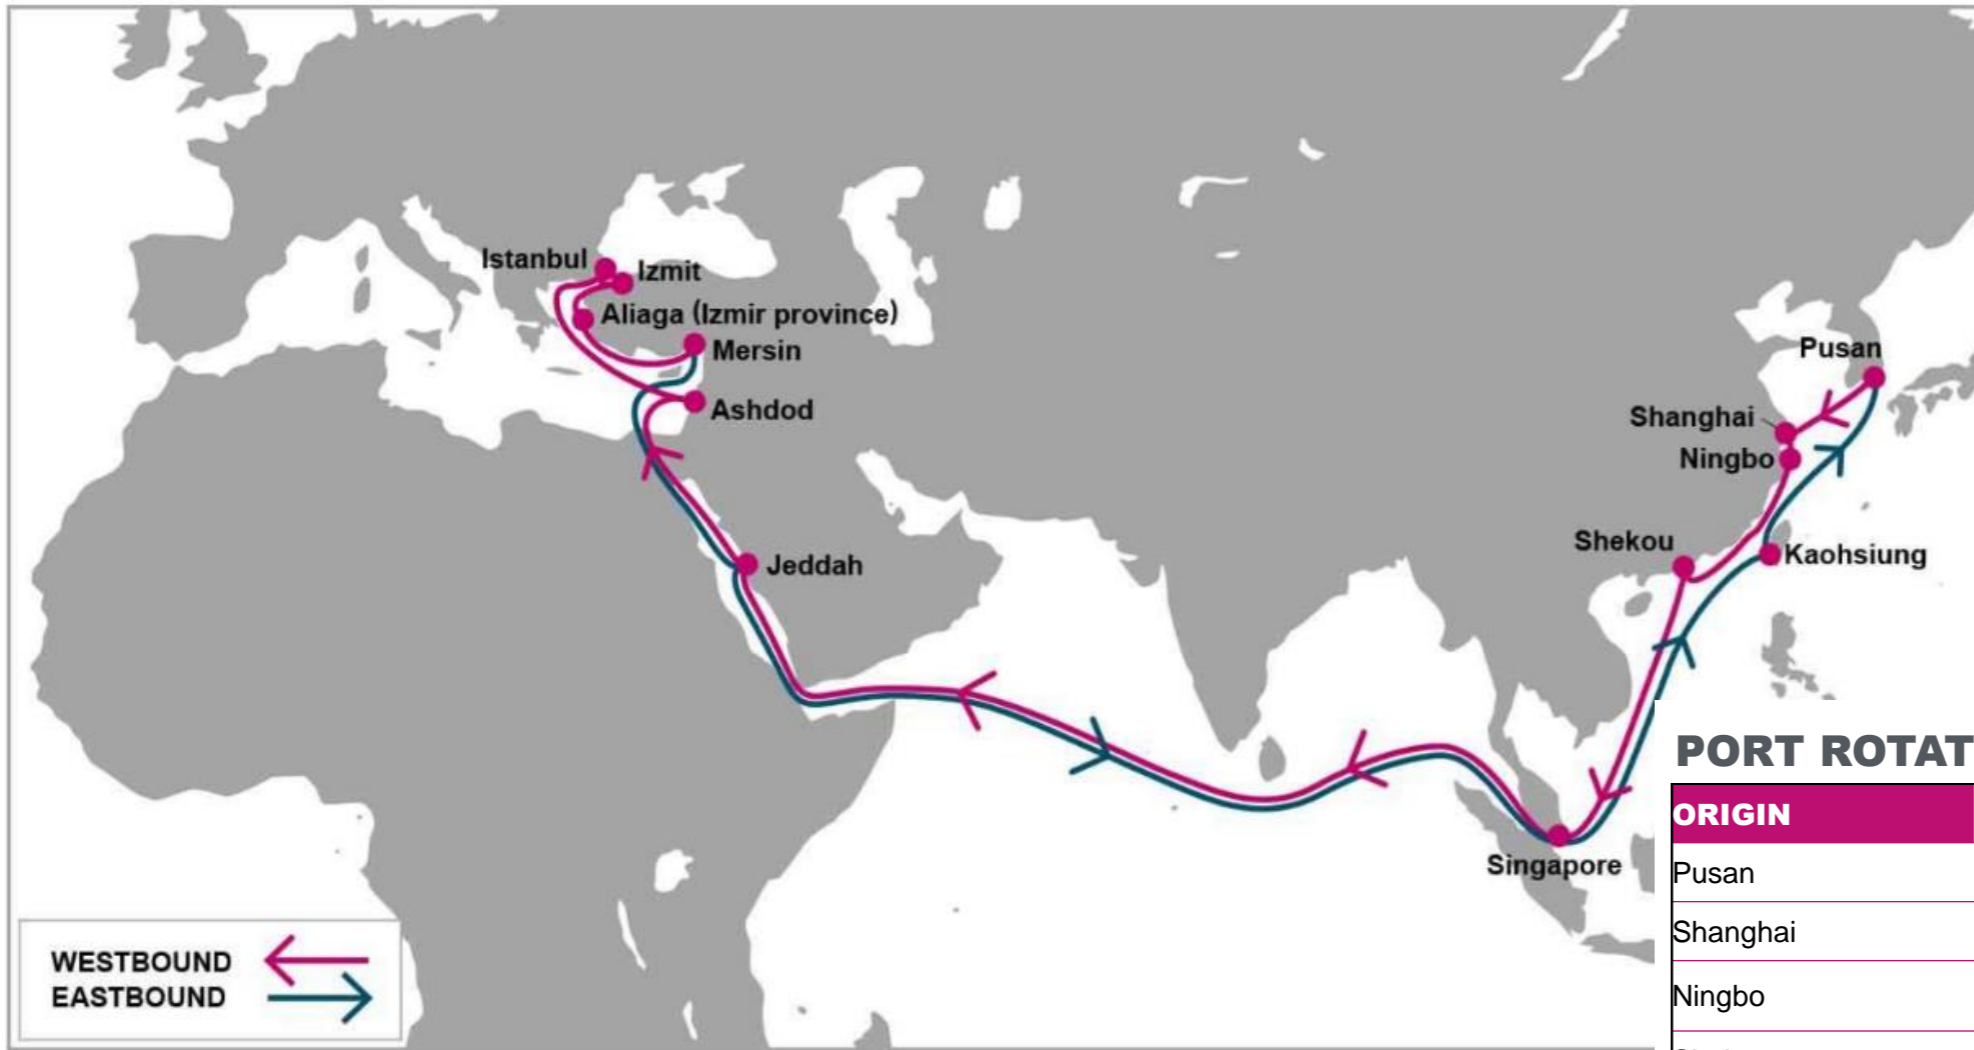 Istanbul
Izmit
Aliaga (Izmir province)
Mersin
Ashdod
Jeddah
Pusan
Shanghai
Ningbo
Shekou
Kaohsiung
Singapore
WESTBOUND
EASTBOUND
PORT ROTAT
ORIGIN
Pusan
Shanghai
Ningbo